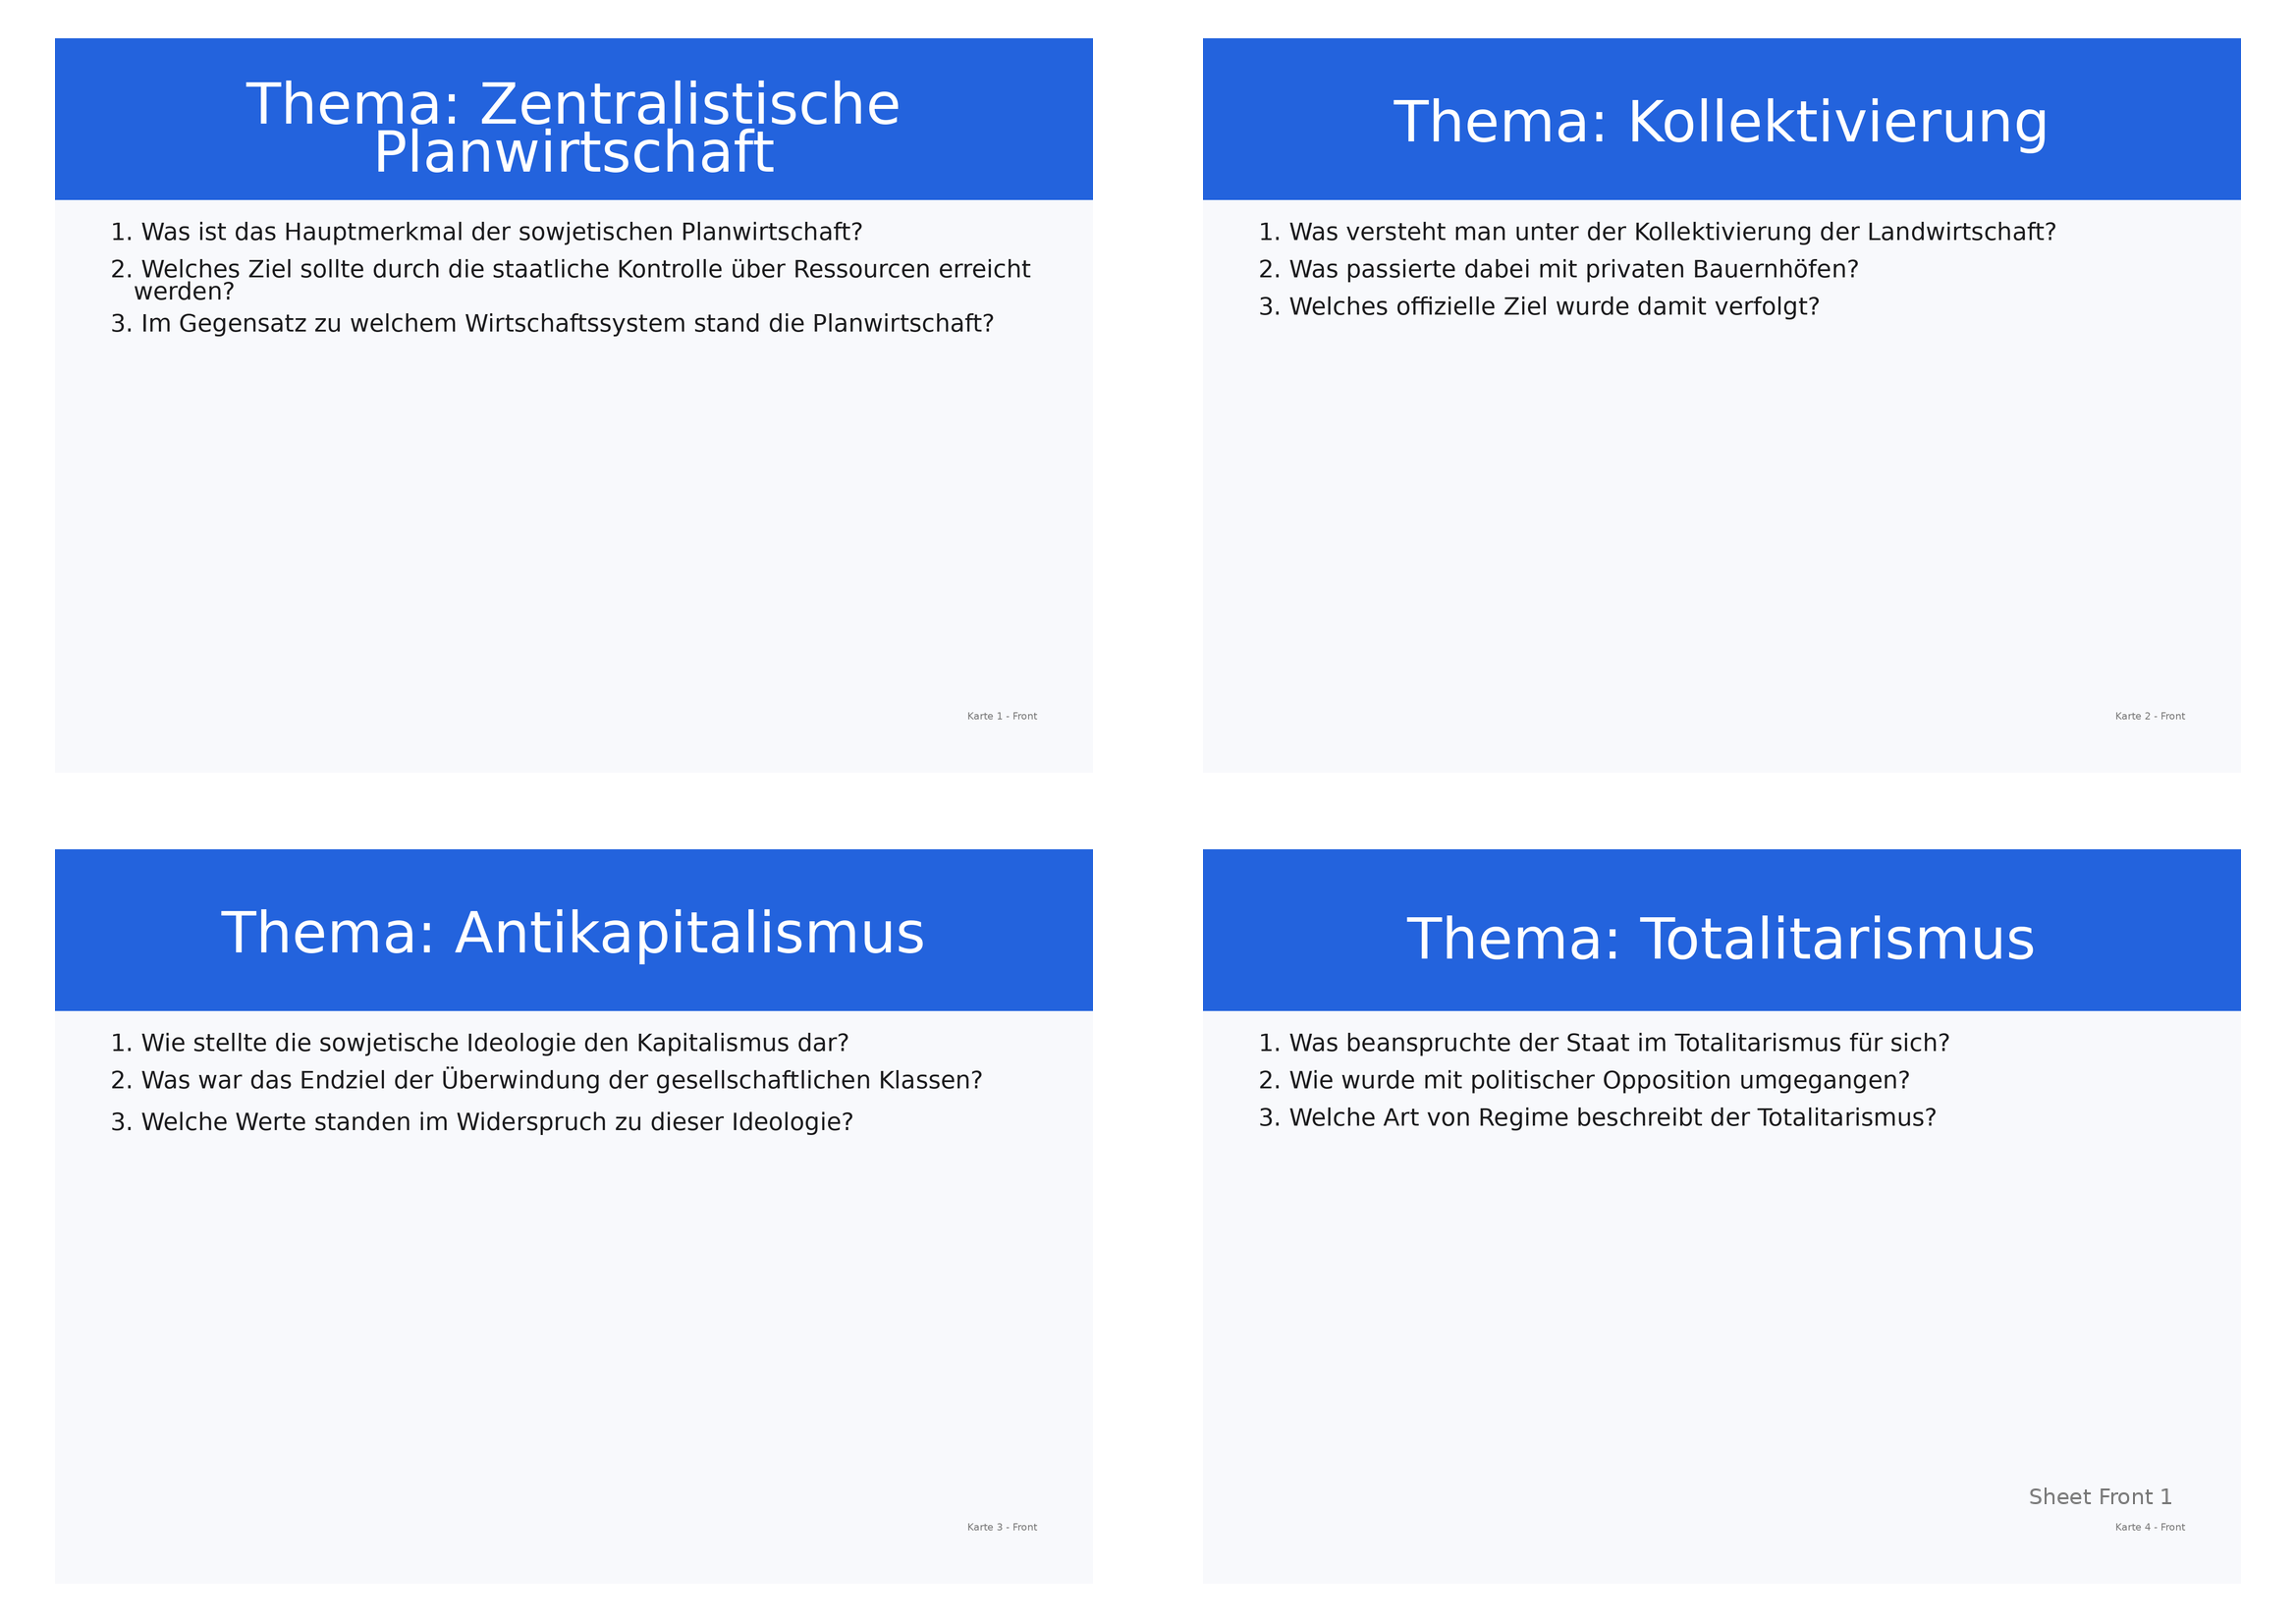 Thema: Zentralistische
Planwirtschaft
1. Was ist das Hauptmerkmal der sowjetischen Planwirtschaft?
2. Welches Ziel sollte durch die staatliche Kontrolle über Ressourcen erreicht
werden?
3. Im Gegensatz zu welchem Wirtschaftssystem stand die Planwirtschaft?
Karte 1 - Front
Thema: Kollektivierung
1. Was versteht man unter der Kollektivierung der Landwirtschaft?
2. Was passierte dabei mit privaten Bauernhöfen?
3. Welches offizielle Ziel wurde damit verfolgt?
Karte 2 - Front
Thema: Antikapitalismus
1. Wie stellte die sowjetische Ideologie den Kapitalismus dar?
2. Was war das Endziel der Überwindung der gesellschaftlichen Klassen?
3. Welche Werte standen im Widerspruch zu dieser Ideologie?
Karte 3 - Front
Thema: Totalitarismus
1. Was beanspruchte der Staat im Totalitarismus für sich?
2. Wie wurde mit politischer Opposition umgegangen?
3. Welche Art von Regime beschreibt der Totalitarismus?
Sheet Front 1
Karte 4 - Front